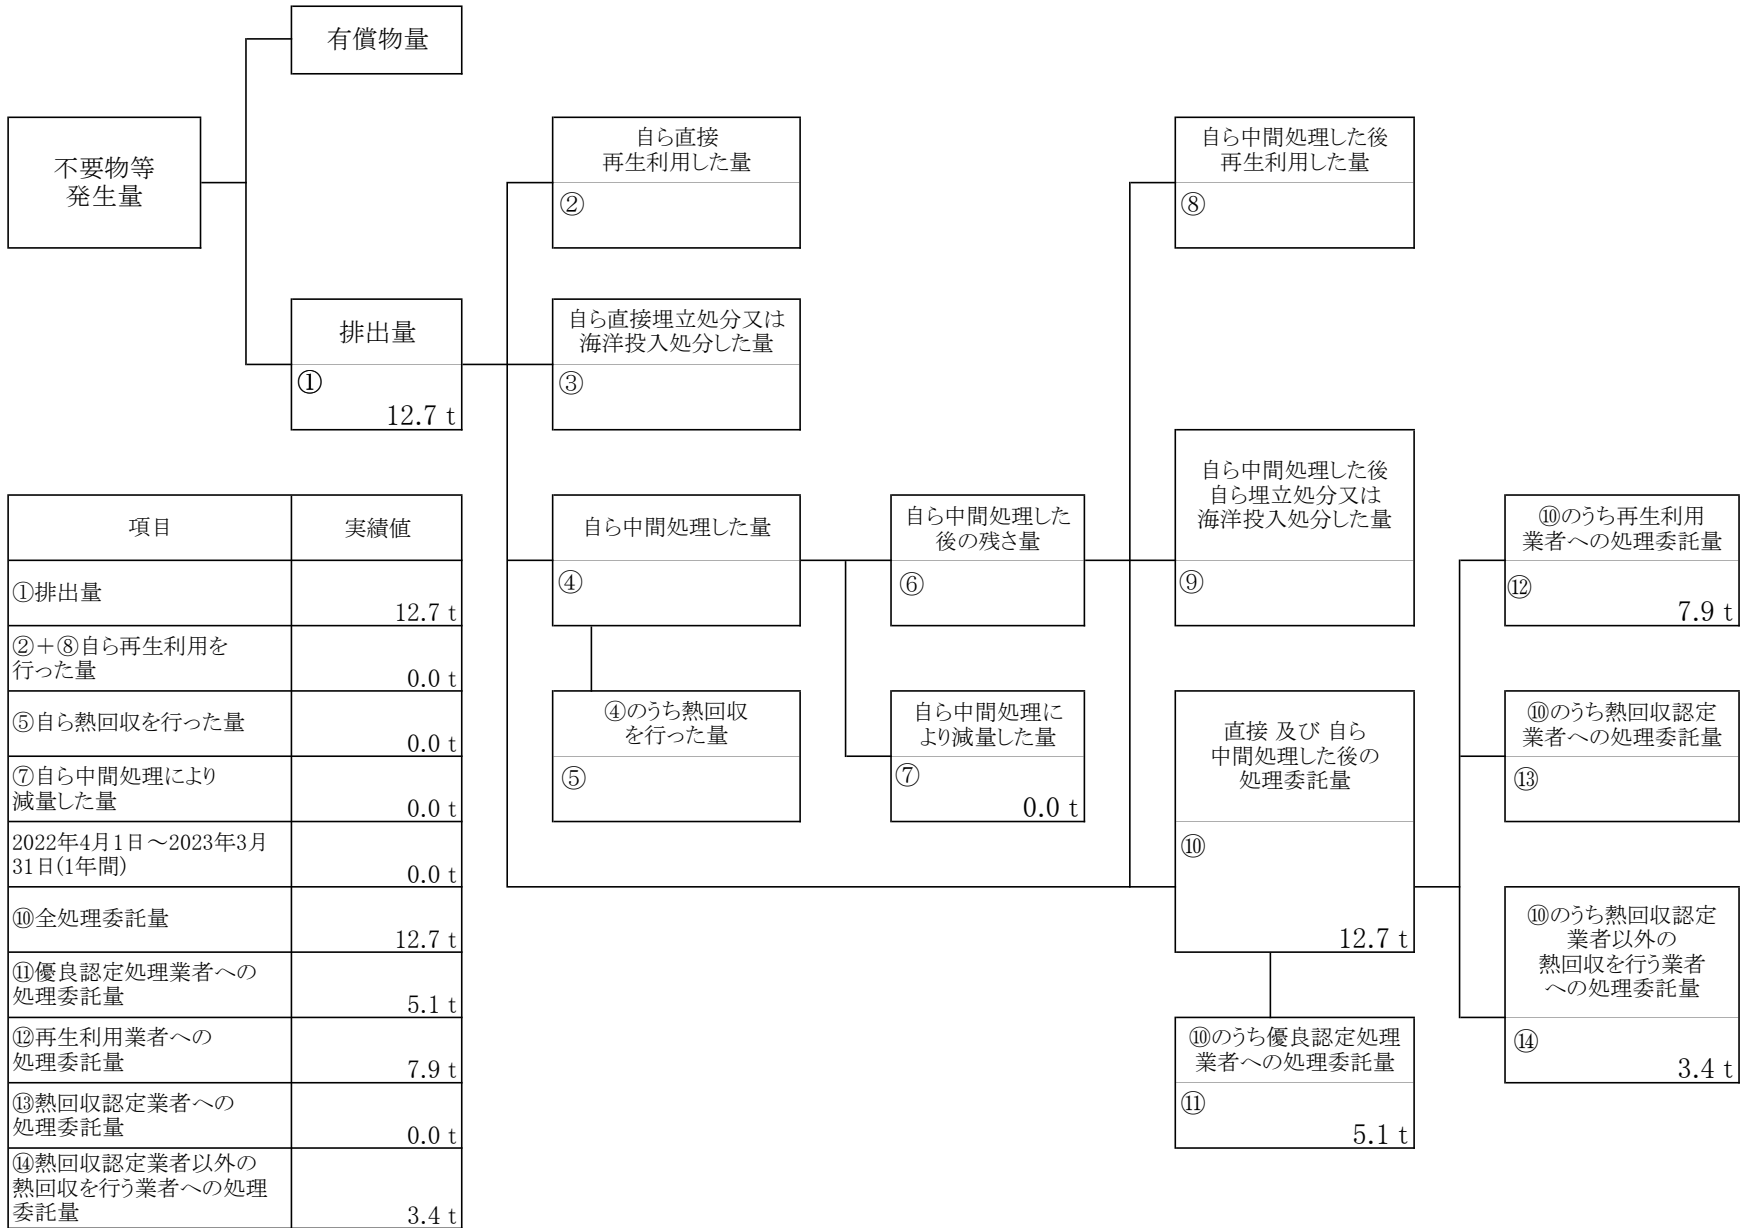 有償物量
不要物等
発生量
自ら直接
再生利用した量
②
自ら中間処理した後
再生利用した量
⑧
排出量
①
12.7 t
自ら直接埋立処分又は
海洋投入処分した量
③
自ら中間処理した量
④
自ら中間処理した
後の残さ量
⑥
自ら中間処理した後
自ら埋立処分又は
海洋投入処分した量
⑨
⑩のうち再生利用
業者への処理委託量
⑫
7.9 t
④のうち熱回収
を行った量
⑤
自ら中間処理に
より減量した量
⑦
0.0 t
直接 及び 自ら
中間処理した後の
処理委託量
⑩
12.7 t
⑩のうち熱回収認定
業者への処理委託量
⑬
⑩のうち熱回収認定
業者以外の
熱回収を行う業者
への処理委託量
⑭
3.4 t
⑩のうち優良認定処理
業者への処理委託量
⑪
5.1 t
項目 実績値
①排出量
12.7 t
②＋⑧自ら再生利用を
行った量
0.0 t
⑤自ら熱回収を行った量
0.0 t
⑦自ら中間処理により
減量した量
0.0 t
2022年4月1日～2023年3月
31日(1年間)
0.0 t
⑩全処理委託量
12.7 t
⑪優良認定処理業者への
処理委託量
5.1 t
⑫再生利用業者への
処理委託量
7.9 t
⑬熱回収認定業者への
処理委託量
0.0 t
⑭熱回収認定業者以外の
熱回収を行う業者への処理
委託量
3.4 t